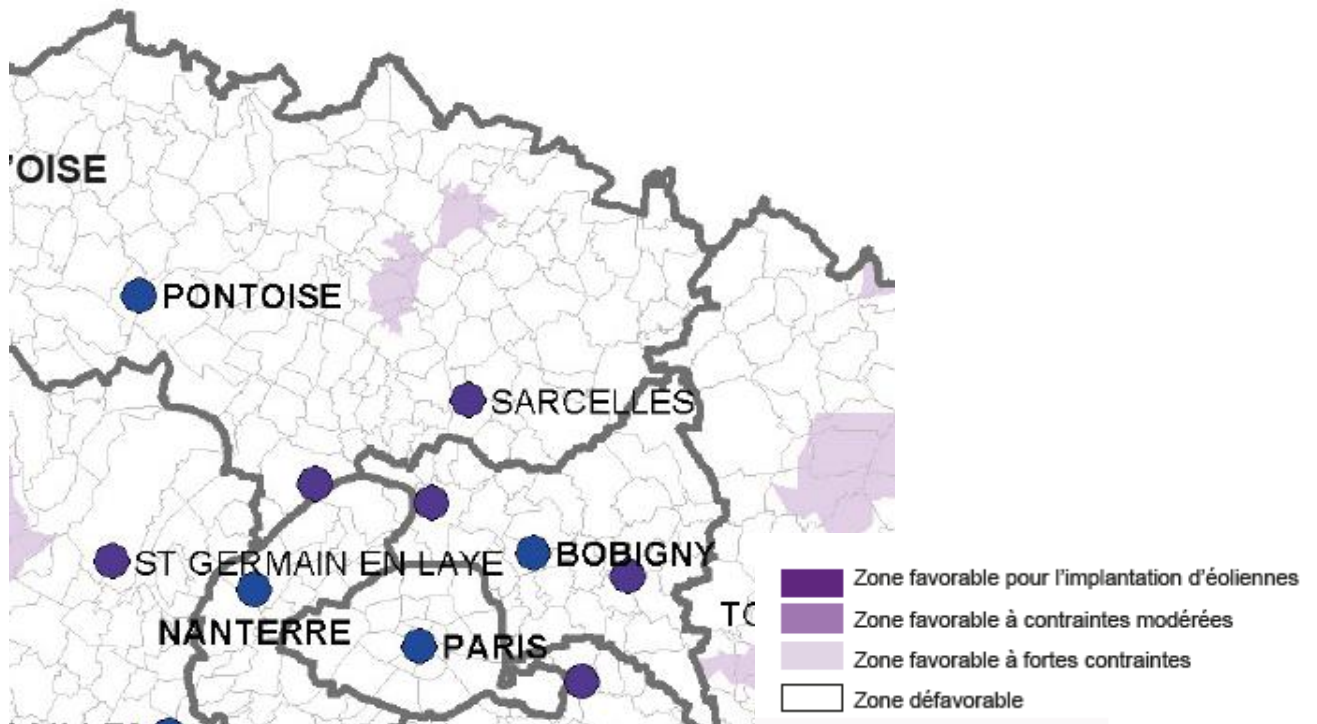 'OISE
PONTOISE
SARCELLES
ST GERMAIN EN LAYE
BOBIGNY
NANTERRE
PARIS
TO
Zone favorable pour l'implantation d'éoliennes
Zone favorable à contraintes modérées
Zone favorable à fortes contraintes
Zone défavorable